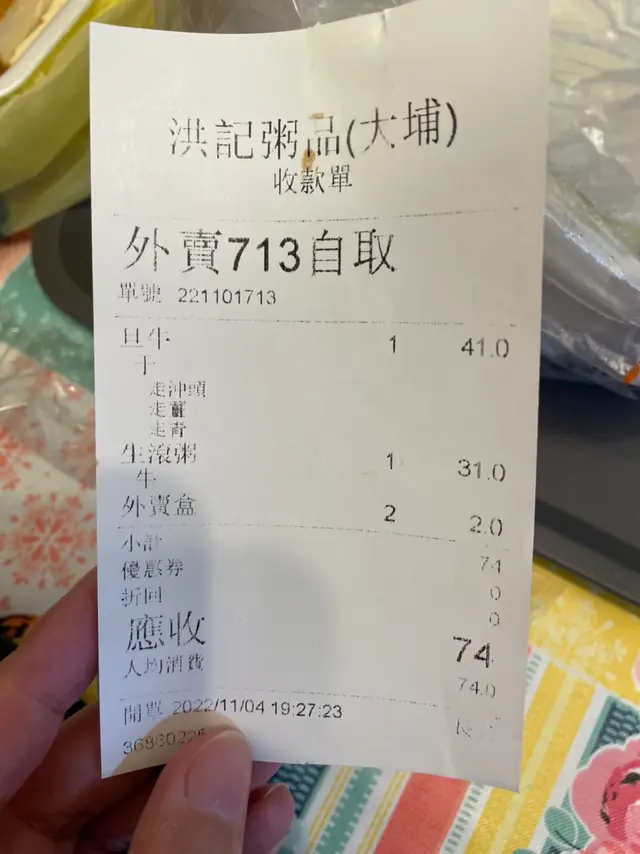 洪記粥品(大埔)
收款單
外賣713自取
單號 221101713
旦牛 1 41.0
干
走沖頭
走薑
走青
生滾粥 1 31.0
牛
外賣盒 2 2.0
小計 74
優惠券 0
折回 0
應收 74
人均消費 74.0
開單 2022/11/04 19:27:23